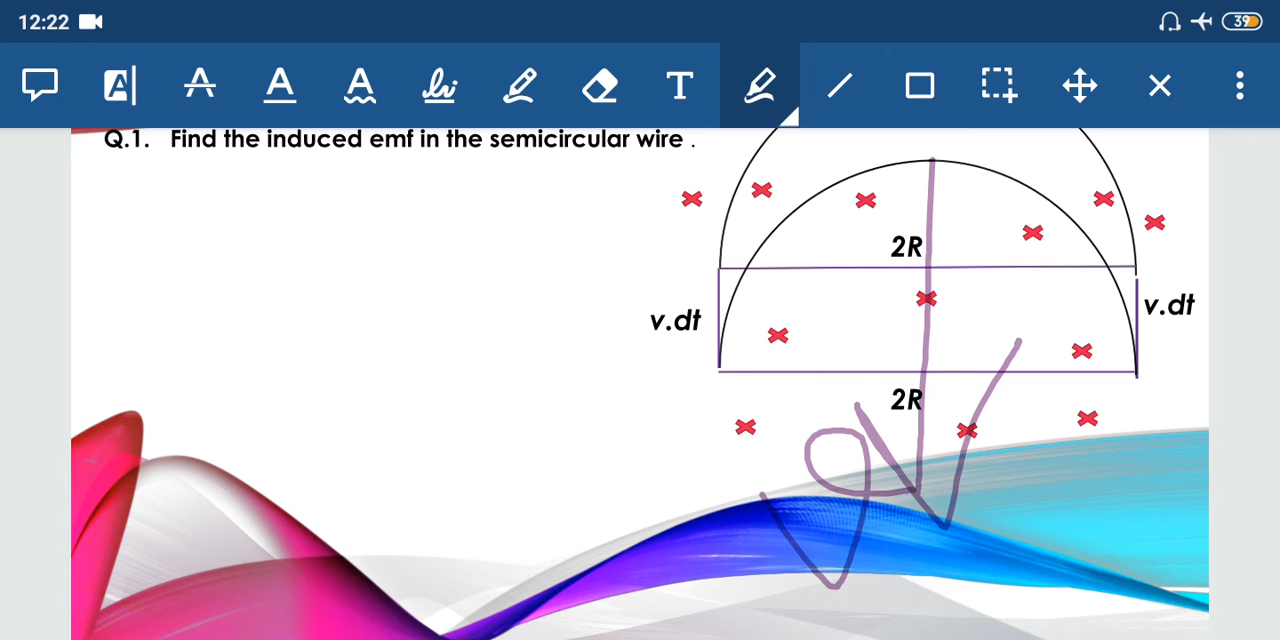 12:22
39
A A A A T
Q.1. Find the induced emf in the semicircular wire .
2R
v.dt
v.dt
2R